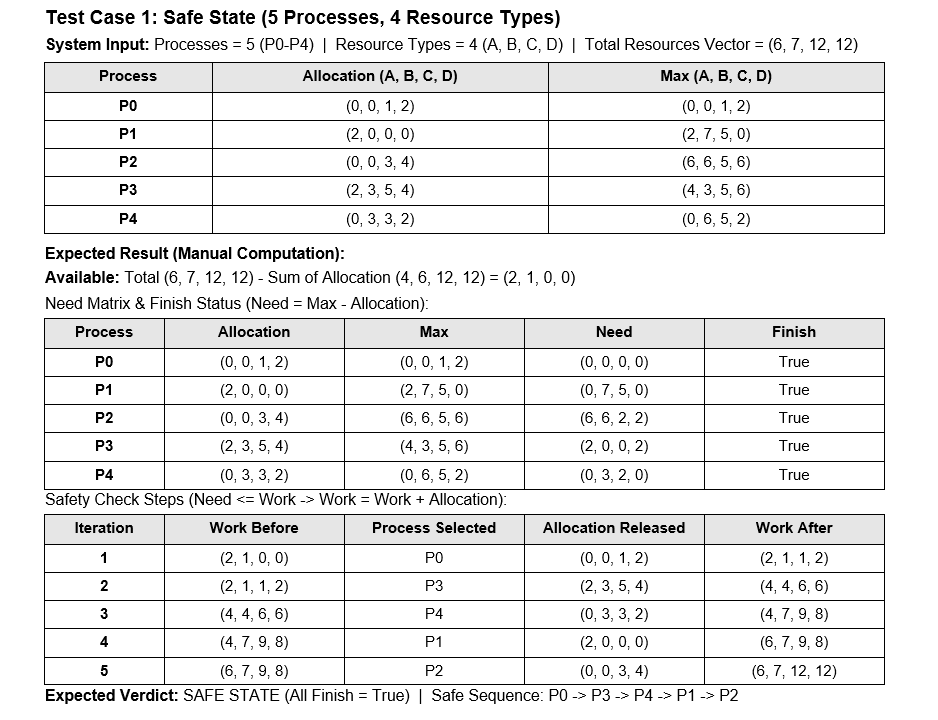 Test Case 1: Safe State (5 Processes, 4 Resource Types)
System Input: Processes = 5 (P0-P4) | Resource Types = 4 (A, B, C, D) | Total Resources Vector = (6, 7, 12, 12)
Process Allocation (A, B, C, D) Max (A, B, C, D)
P0 (0, 0, 1, 2) (0, 0, 1, 2)
P1 (2, 0, 0, 0) (2, 7, 5, 0)
P2 (0, 0, 3, 4) (6, 6, 5, 6)
P3 (2, 3, 5, 4) (4, 3, 5, 6)
P4 (0, 3, 3, 2) (0, 6, 5, 2)
Expected Result (Manual Computation):
Available: Total (6, 7, 12, 12) - Sum of Allocation (4, 6, 12, 12) = (2, 1, 0, 0)
Need Matrix & Finish Status (Need = Max - Allocation):
Process Allocation Max Need Finish
P0 (0, 0, 1, 2) (0, 0, 1, 2) (0, 0, 0, 0) True
P1 (2, 0, 0, 0) (2, 7, 5, 0) (0, 7, 5, 0) True
P2 (0, 0, 3, 4) (6, 6, 5, 6) (6, 6, 2, 2) True
P3 (2, 3, 5, 4) (4, 3, 5, 6) (2, 0, 0, 2) True
P4 (0, 3, 3, 2) (0, 6, 5, 2) (0, 3, 2, 0) True
Safety Check Steps (Need <= Work -> Work = Work + Allocation):
Iteration Work Before Process Selected Allocation Released Work After
1 (2, 1, 0, 0) P0 (0, 0, 1, 2) (2, 1, 1, 2)
2 (2, 1, 1, 2) P3 (2, 3, 5, 4) (4, 4, 6, 6)
3 (4, 4, 6, 6) P4 (0, 3, 3, 2) (4, 7, 9, 8)
4 (4, 7, 9, 8) P1 (2, 0, 0, 0) (6, 7, 9, 8)
5 (6, 7, 9, 8) P2 (0, 0, 3, 4) (6, 7, 12, 12)
Expected Verdict: SAFE STATE (All Finish = True) | Safe Sequence: P0 -> P3 -> P4 -> P1 -> P2